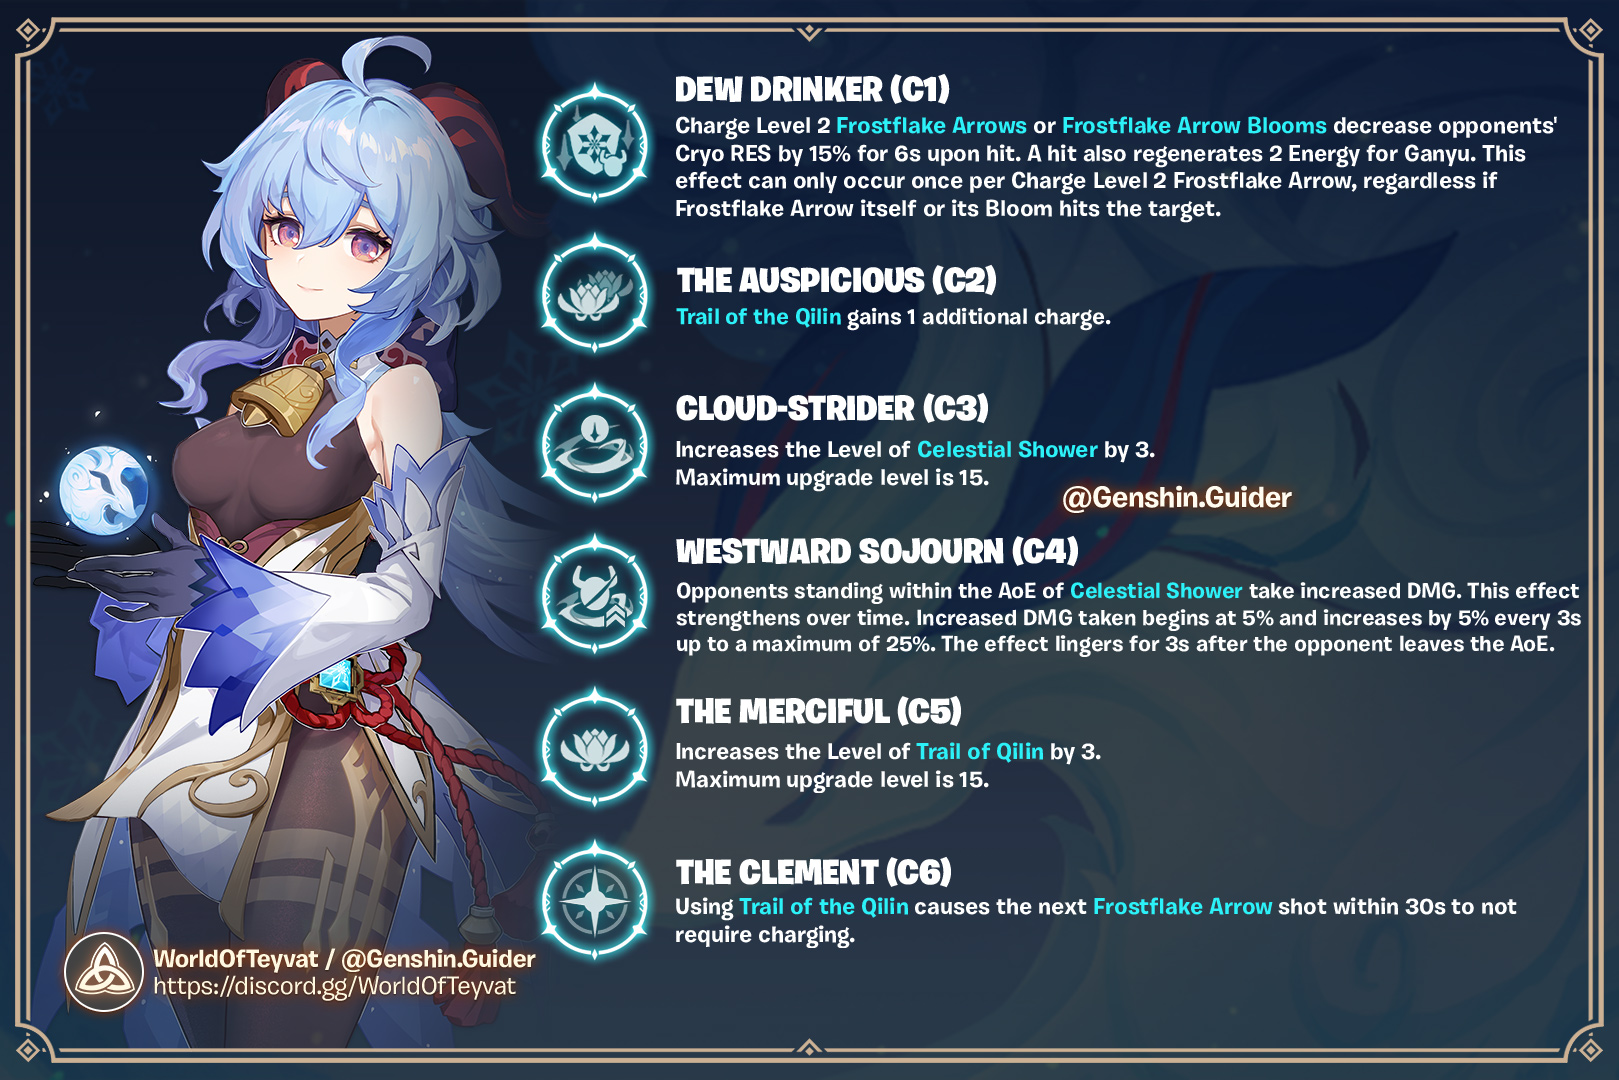 DEW DRINKER (C1)
Charge Level 2 Frostflake Arrows or Frostflake Arrow Blooms decrease opponents'
Cryo RES by 15% for 6s upon hit. A hit also regenerates 2 Energy for Ganyu. This
effect can only occur once per Charge Level 2 Frostflake Arrow, regardless if
Frostflake Arrow itself or its Bloom hits the target.
THE AUSPICIOUS (C2)
Trail of the Qilin gains 1 additional charge.
CLOUD-STRIDER (C3)
Increases the Level of Celestial Shower by 3.
Maximum upgrade level is 15.
@Genshin.Guider
WESTWARD SOJOURN (C4)
Opponents standing within the AoE of Celestial Shower take increased DMG. This effect
strengthens over time. Increased DMG taken begins at 5% and increases by 5% every 3s
up to a maximum of 25%. The effect lingers for 3s after the opponent leaves the AoE.
THE MERCIFUL (C5)
Increases the Level of Trail of Qilin by 3.
Maximum upgrade level is 15.
THE CLEMENT (C6)
Using Trail of the Qilin causes the next Frostflake Arrow shot within 30s to not
require charging.
WorldOfTeyvat / @Genshin.Guider
https://discord.gg/WorldOfTeyvat